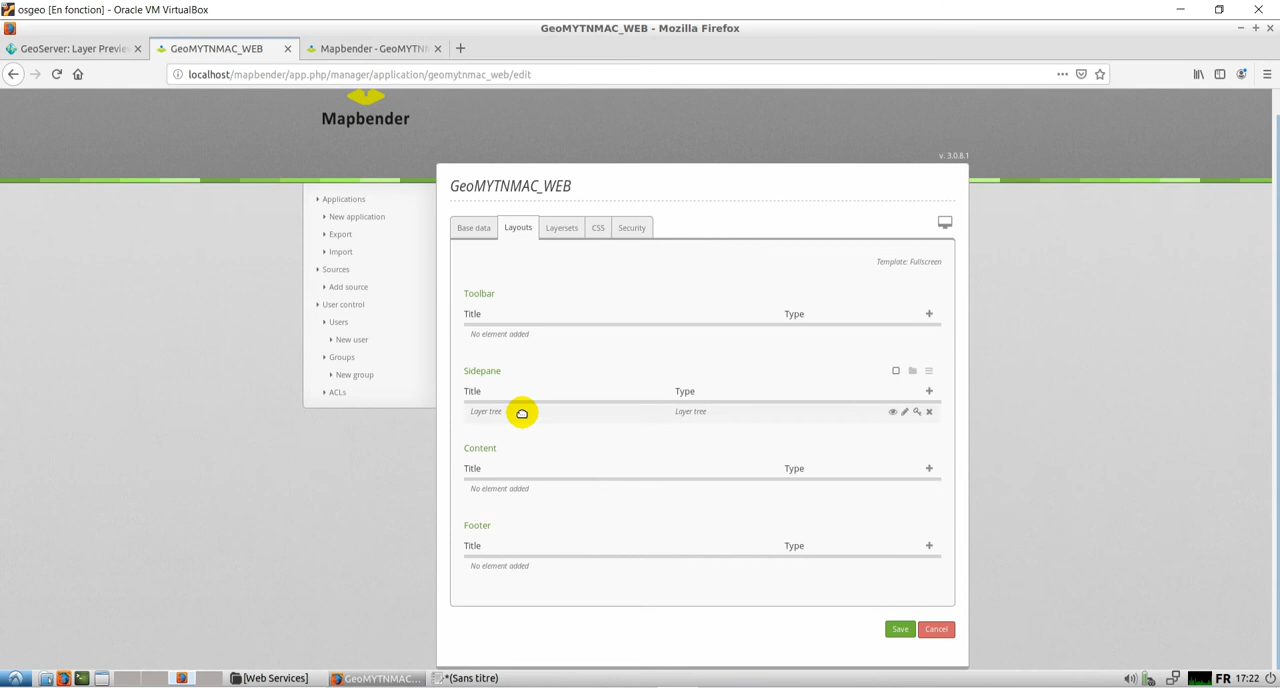 osgeo [En fonction] - Oracle VM VirtualBox
GeoMYTNMAC_WEB - Mozilla Firefox
GeoServer: Layer Previe
GeoMYTNMAC_WEB
Mapbender - GeoMYTN
localhost/mapbender/app.php/manager/application/geomytnmac_web/edit
Mapbender
v. 3.0.8.1
Applications
New application
Export
Import
Sources
Add source
User control
Users
New user
Groups
New group
ACLs
GeoMYTNMAC_WEB
Base data Layouts Layersets CSS Security
Template: Fullscreen
Toolbar
Title Type
No element added
Sidepane
Title Type
Layer tree Layer tree
Content
Title Type
No element added
Footer
Title Type
No element added
Save Cancel
[Web Services] GeoMYTNMAC... *(Sans titre) FR 17:22